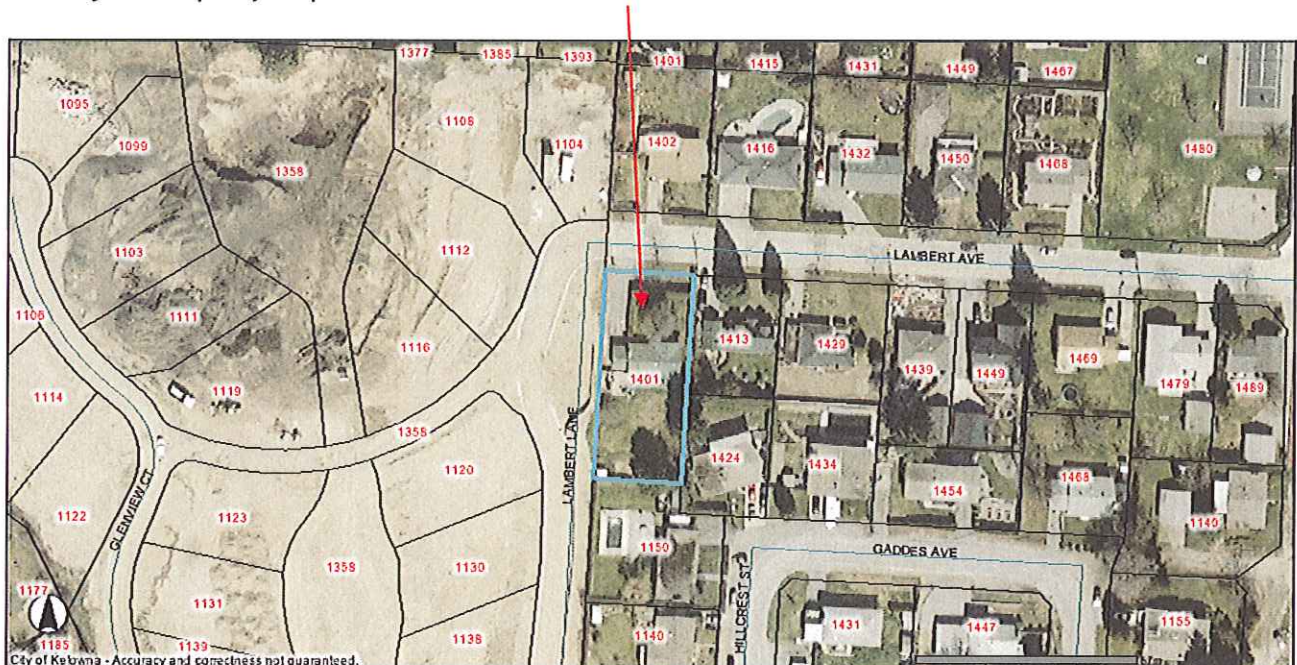 1377 1385 1393 1401 1415 1431 1449 1467
1095
1099
1108
1104 1402 1416 1432 1450 1468 1480
1358
1103 1112
LAMBERT AVE
1106
1111
1116
1413 1429 1439 1449 1469 1479 1489
1401
1114
1119
1358
LAMBERT LANE
1120 1424 1434 1454 1468
1122
GLENVIEW CT
1123
1140
1358 1130 1150
GADDES AVE
HILLCREST ST
1177
1131
1138 1140 1431 1447 1155
1185
1139
City of Kelowna - Accuracy and correctness not guaranteed.